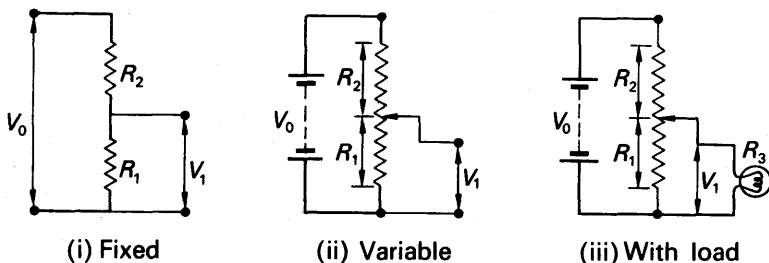 V₀
R₂
R₁
V₁
(i) Fixed
V₀
R₂
R₁
V₁
(ii) Variable
V₀
R₂
R₁
V₁
R₃
(iii) With load